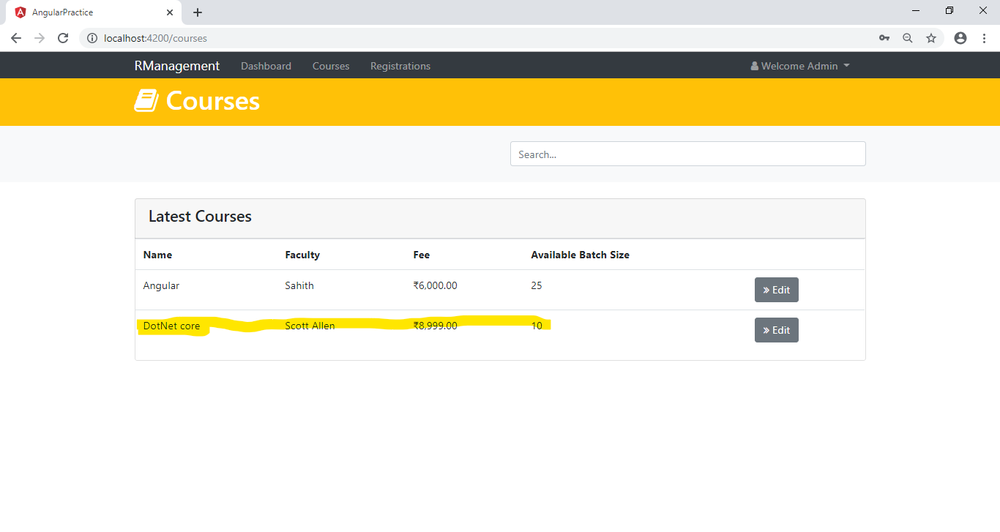 AngularPractice
localhost:4200/courses
RManagement Dashboard Courses Registrations Welcome Admin
Courses
Search...
Latest Courses
Name Faculty Fee Available Batch Size
Angular Sahith ₹6,000.00 25 » Edit
DotNet core Scott Allen ₹8,999.00 10 » Edit